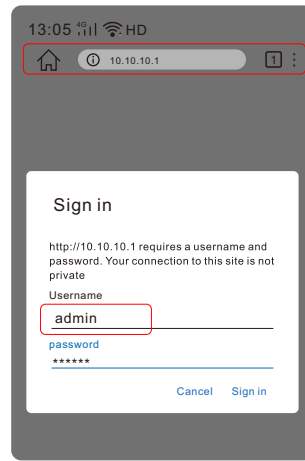 13:05 4G HD
10.10.10.1 1
Sign in
http://10.10.10.1 requires a username and
password. Your connection to this site is not
private
Username
admin
password
******
Cancel Sign in